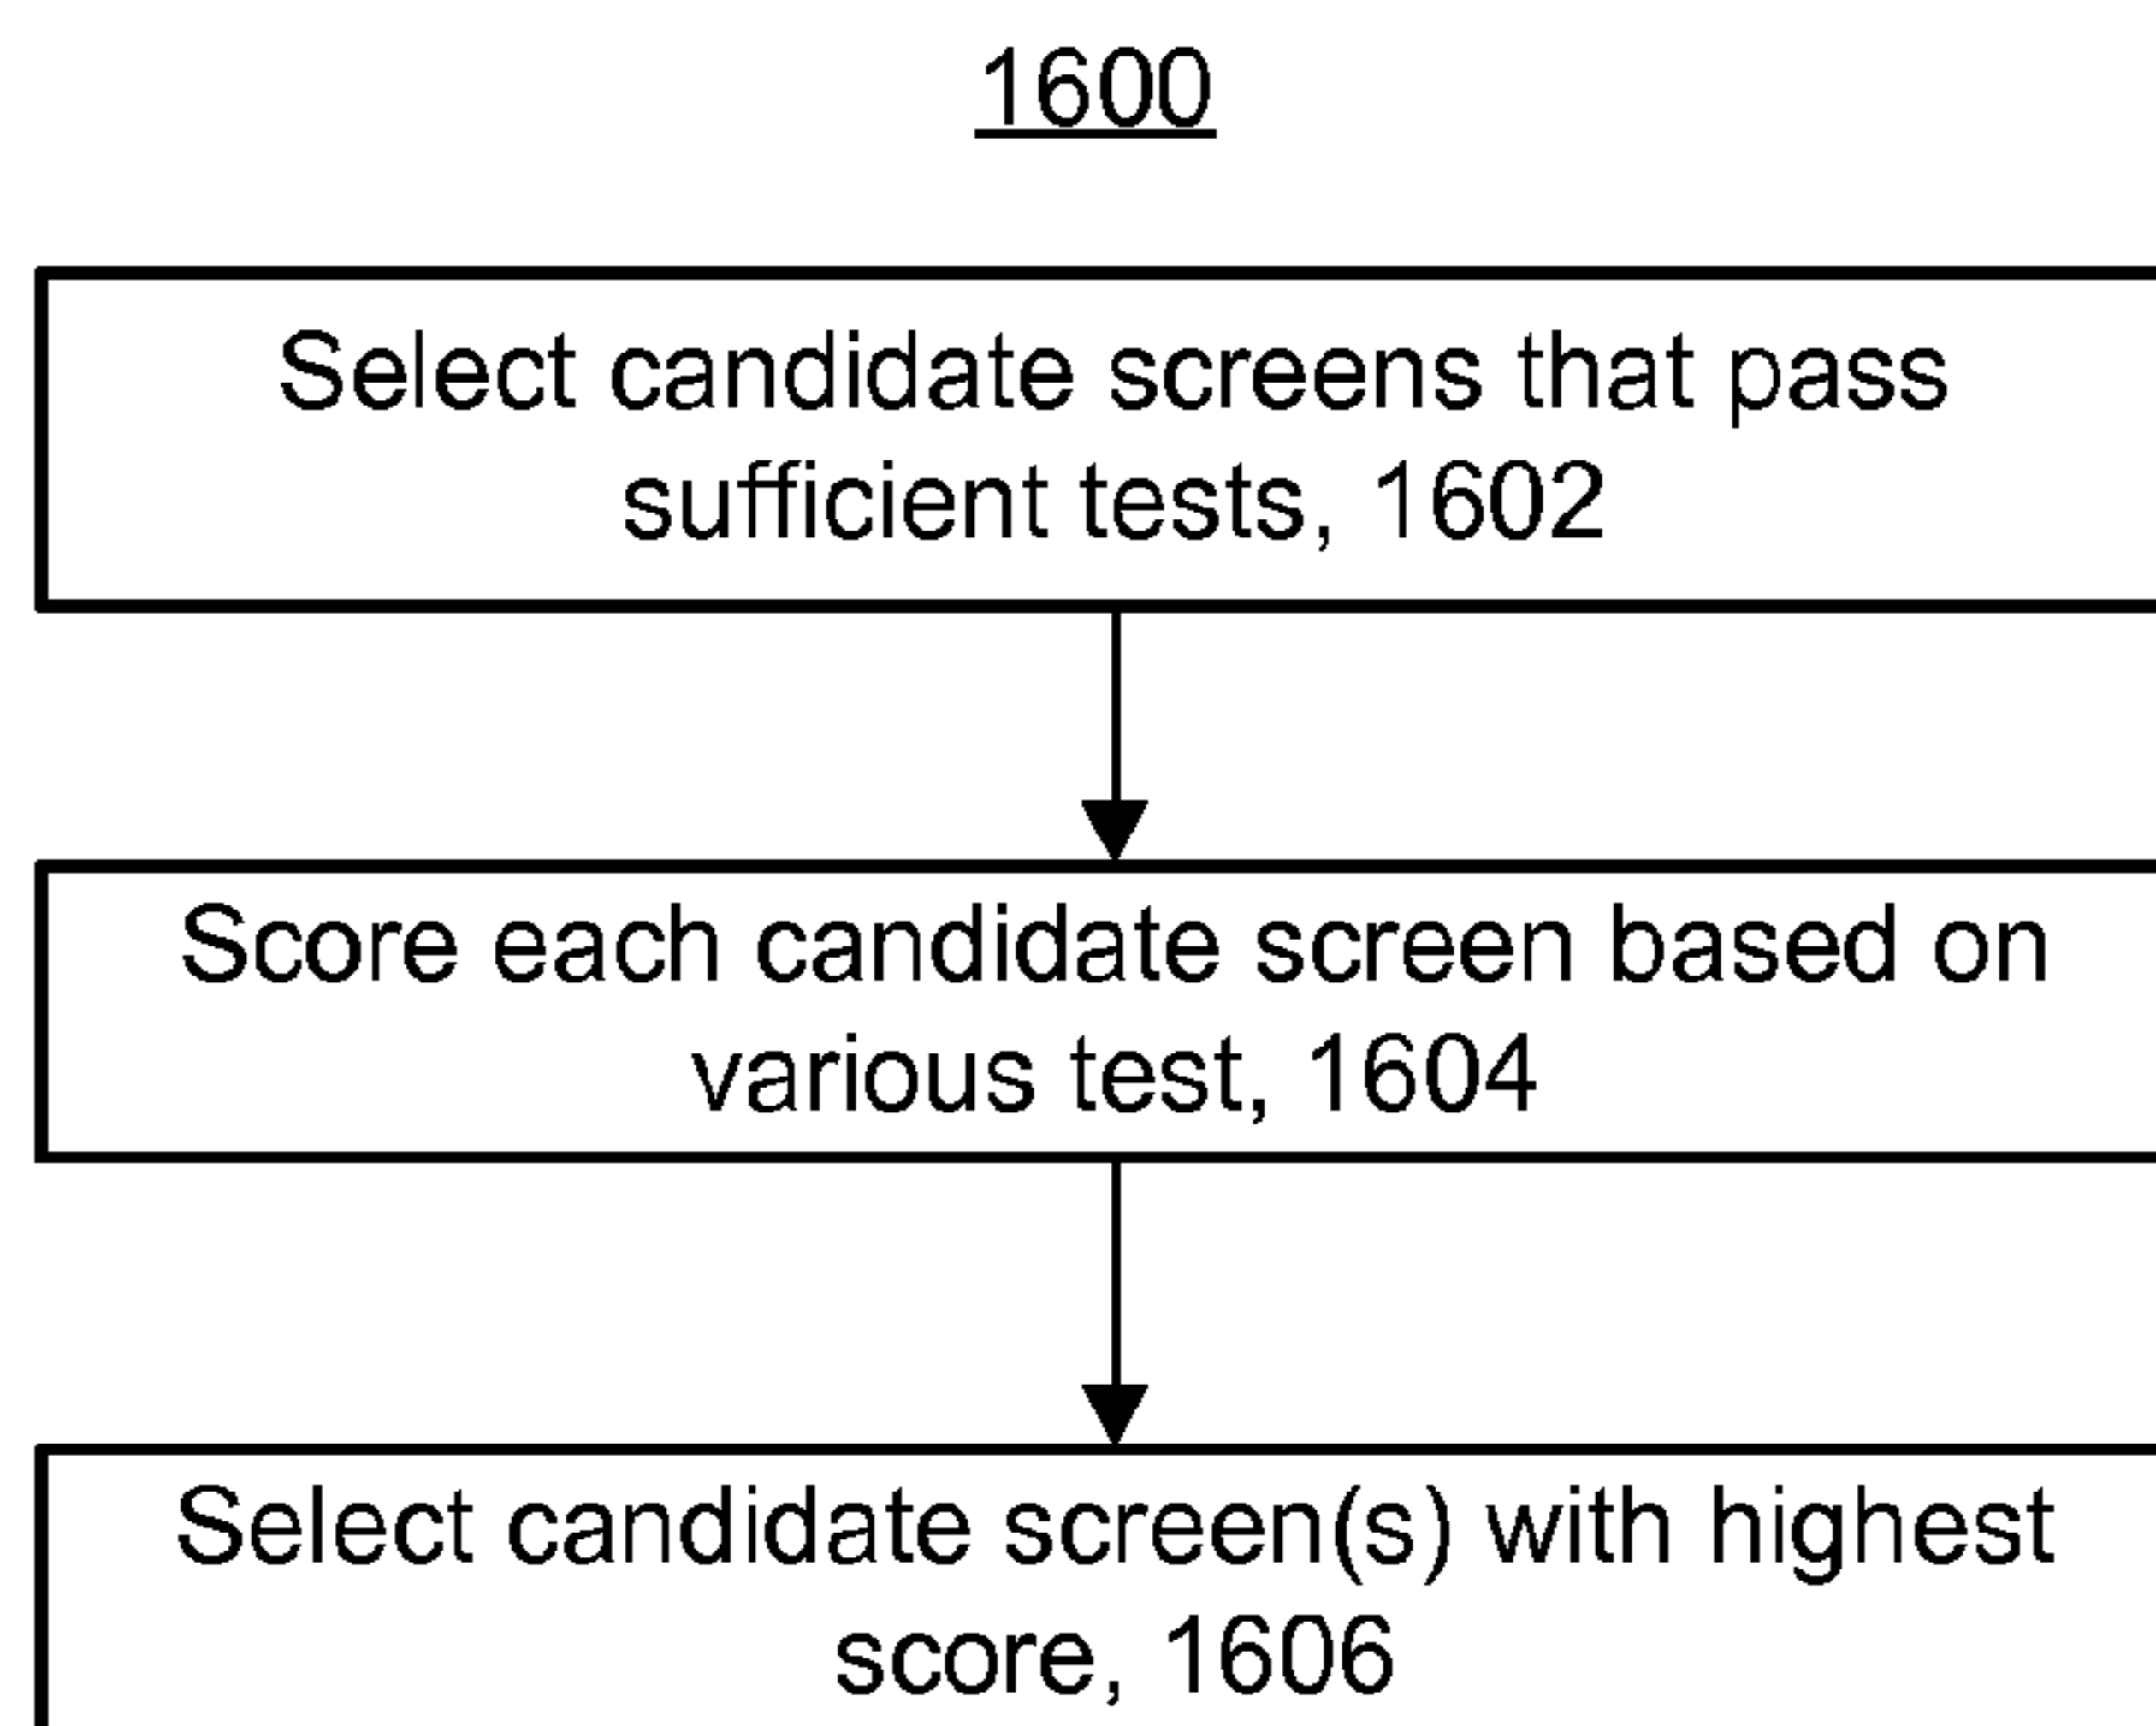 1600
Select candidate screens that pass
sufficient tests, 1602
Score each candidate screen based on
various test, 1604
Select candidate screen(s) with highest
score, 1606